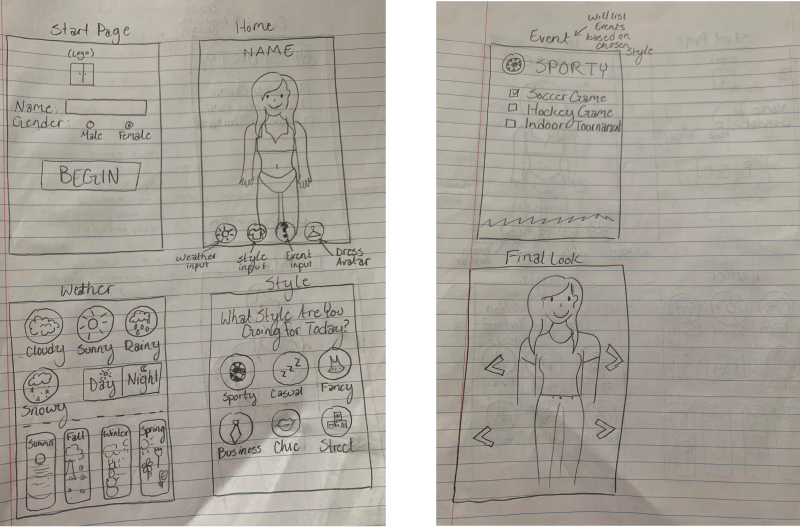 Start Page
(Logo)
Name:
Gender:
Male
Female
BEGIN
Home
NAME
Weather
input
Style
input
Event
input
Dress
Avatar
Weather
Cloudy
Sunny
Rainy
Snowy
Day
Night
Summer
Fall
Winter
Spring
Style
What Style Are You
Going for Today?
Sporty
Casual
zzz
Fancy
Business
Chic
Street
Event
Will list
Events
based on
chosen
Style
SPORTY
Soccer Game
Hockey Game
Indoor Tournament
Final Look